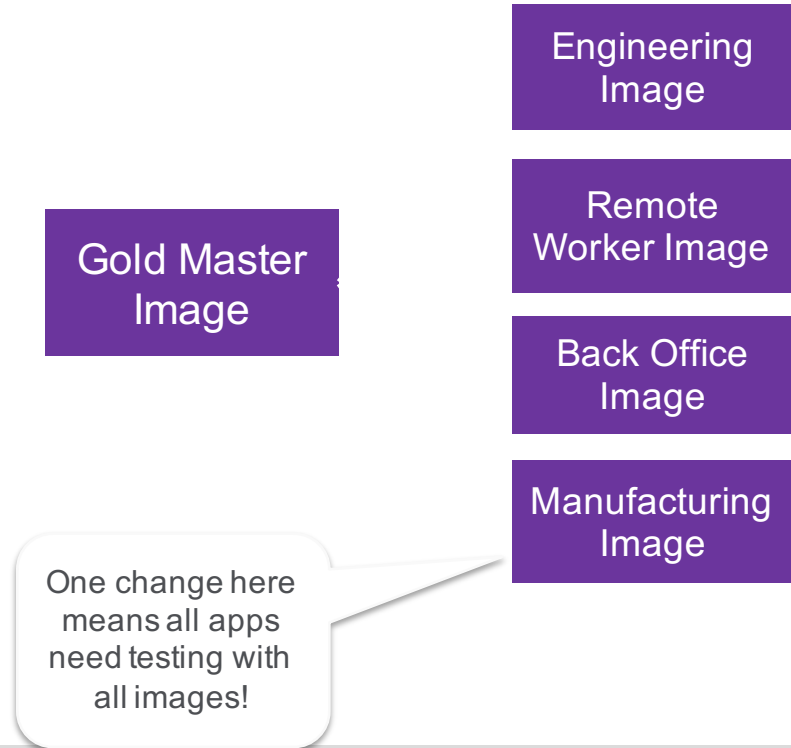 Engineering
Image
Remote
Worker Image
Gold Master
Image
Back Office
Image
Manufacturing
Image
One change here
means all apps
need testing with
all images!